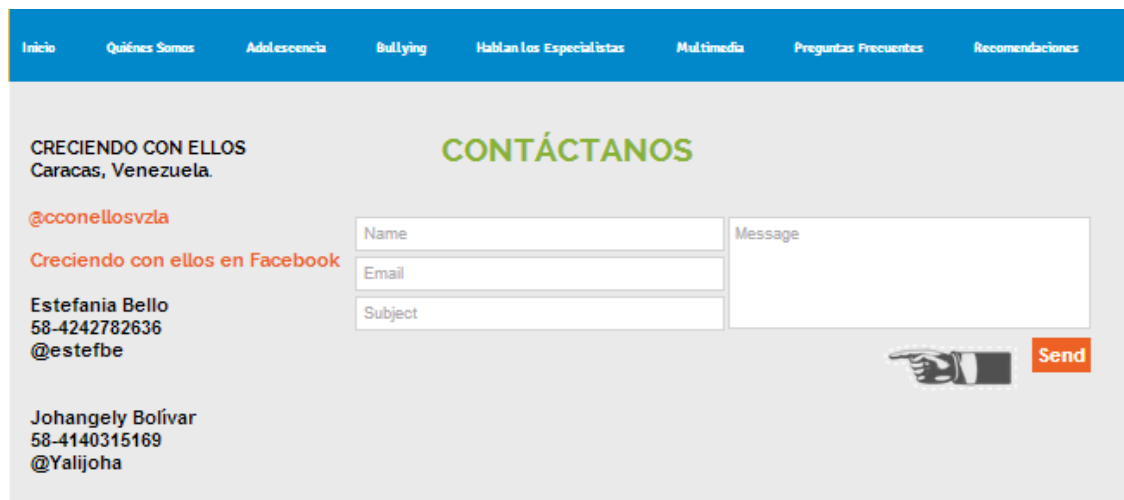 Inicio Quiénes Somos Adolescencia Bullying Hablan los Especialistas Multimedia Preguntas Frecuentes Recomendaciones
CRECIENDO CON ELLOS
Caracas, Venezuela.
@cconellosvzla
Creciendo con ellos en Facebook
Estefania Bello
58-4242782636
@estefbe
Johangely Bolívar
58-4140315169
@Yalijoha
CONTÁCTANOS
Name
Email
Subject
Message
Send